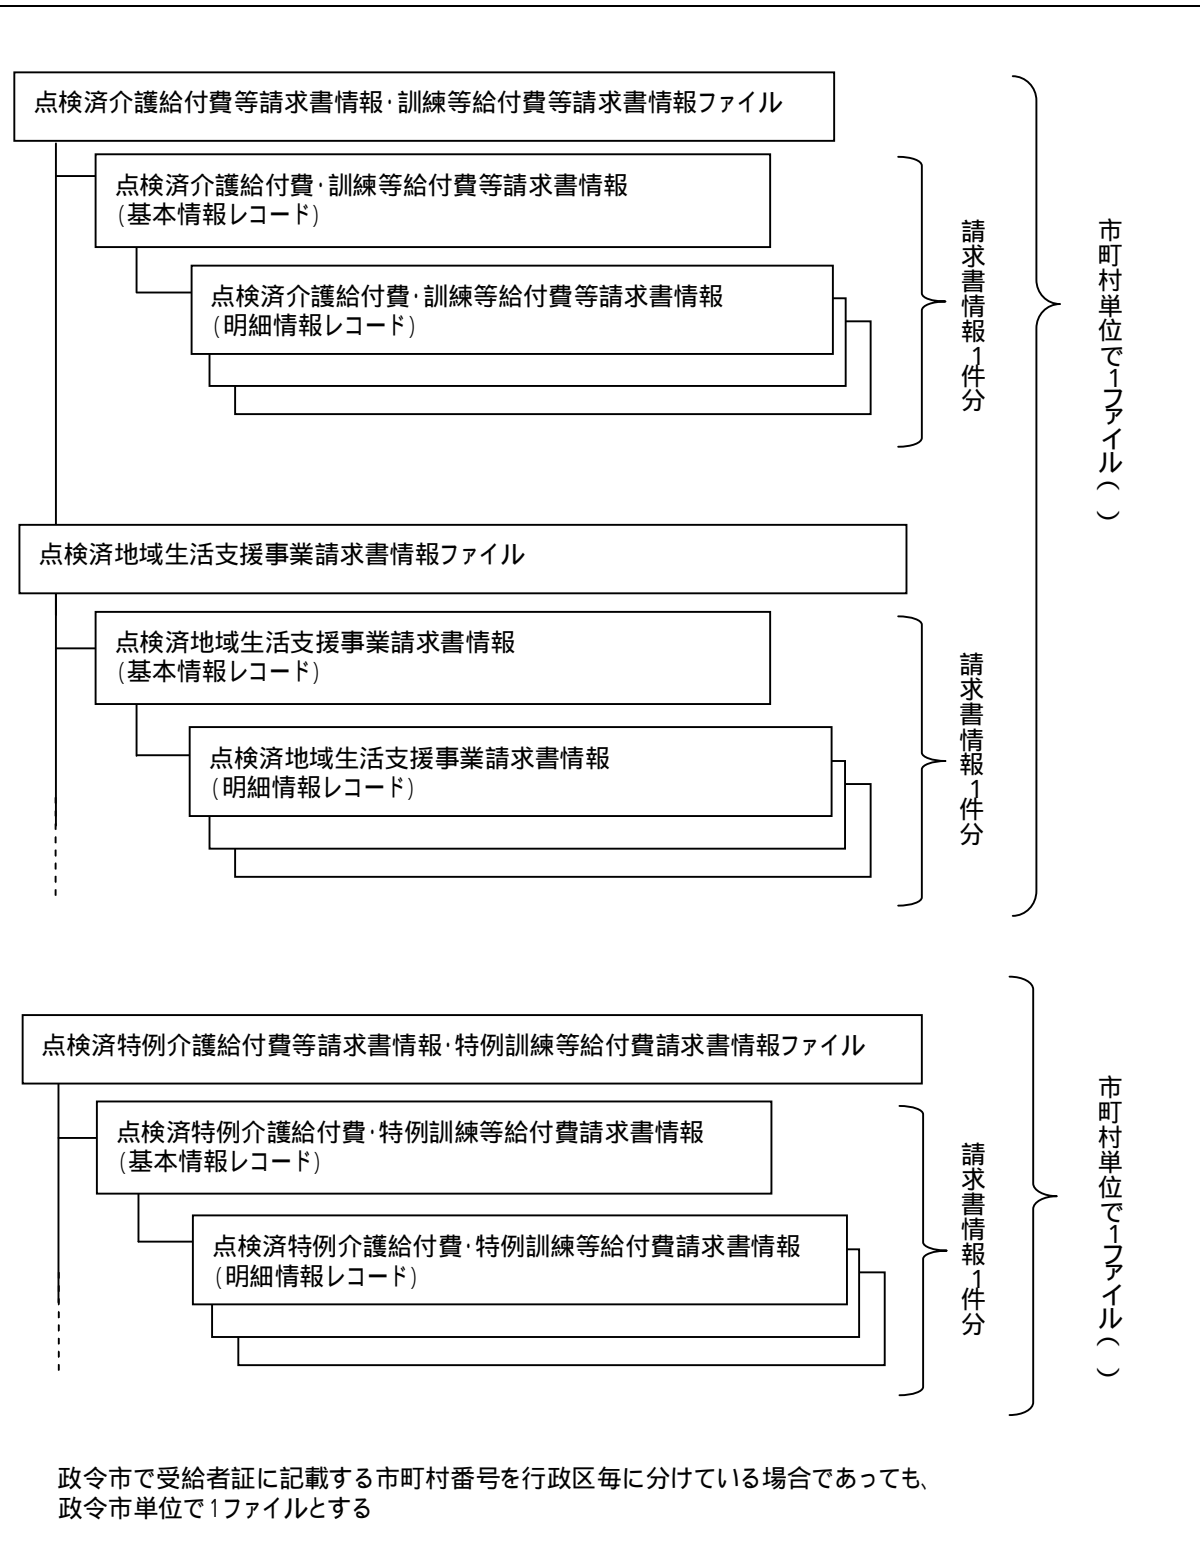 点検済介護給付費等請求書情報・訓練等給付費等請求書情報ファイル
点検済介護給付費・訓練等給付費等請求書情報
(基本情報レコード)
点検済介護給付費・訓練等給付費等請求書情報
(明細情報レコード)
請求書情報1件分
市町村単位で1ファイル( )
点検済地域生活支援事業請求書情報ファイル
点検済地域生活支援事業請求書情報
(基本情報レコード)
点検済地域生活支援事業請求書情報
(明細情報レコード)
請求書情報1件分
点検済特例介護給付費等請求書情報・特例訓練等給付費請求書情報ファイル
点検済特例介護給付費・特例訓練等給付費請求書情報
(基本情報レコード)
点検済特例介護給付費・特例訓練等給付費請求書情報
(明細情報レコード)
請求書情報1件分
市町村単位で1ファイル( )
政令市で受給者証に記載する市町村番号を行政区毎に分けている場合であっても、
政令市単位で1ファイルとする